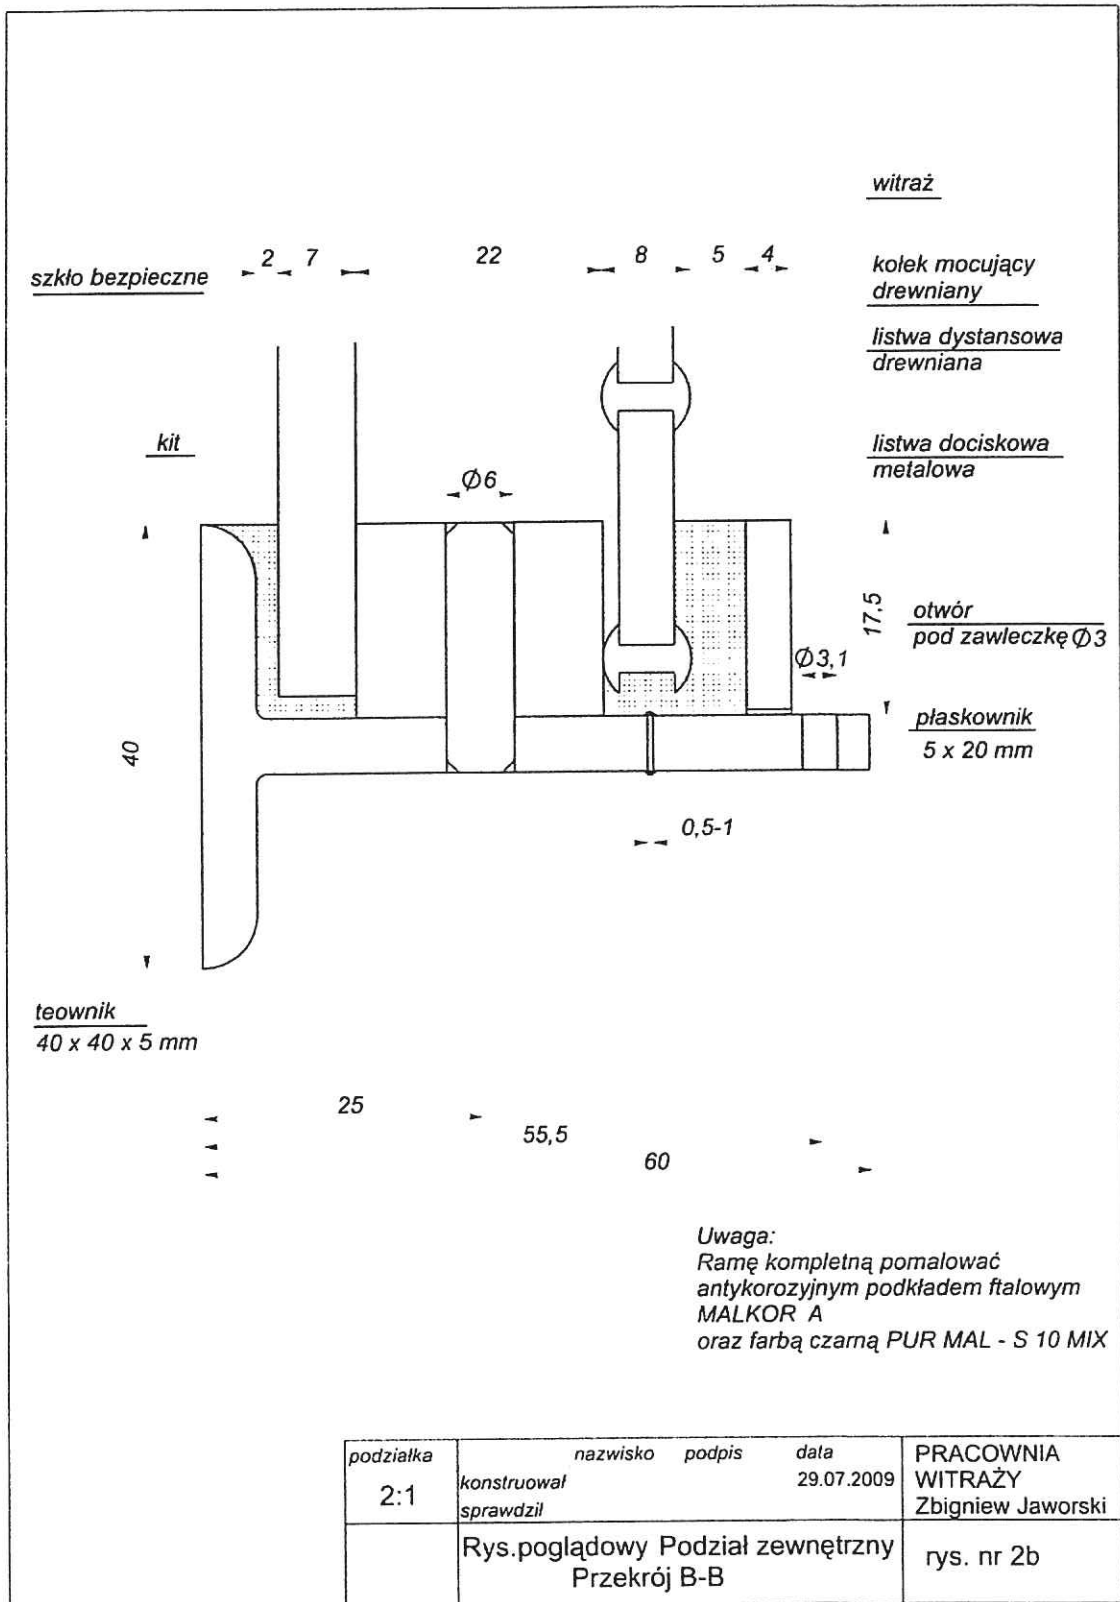 witraż
szkło bezpieczne
2 7 22 8 5 4
kołek mocujący
drewniany
listwa dystansowa
drewniana
kit
listwa dociskowa
metalowa
Ø6
17,5
otwór
pod zawleczkę Ø3
Ø3,1
płaskownik
5 x 20 mm
40
0,5-1
teownik
40 x 40 x 5 mm
25
55,5
60
Uwaga:
Ramę kompletną pomalować
antykorozyjnym podkładem ftalowym
MALKOR A
oraz farbą czarną PUR MAL - S 10 MIX
podziałka
2:1
nazwisko podpis data
konstruował 29.07.2009
sprawdził
PRACOWNIA
WITRAŻY
Zbigniew Jaworski
Rys.poglądowy Podział zewnętrzny
Przekrój B-B
rys. nr 2b